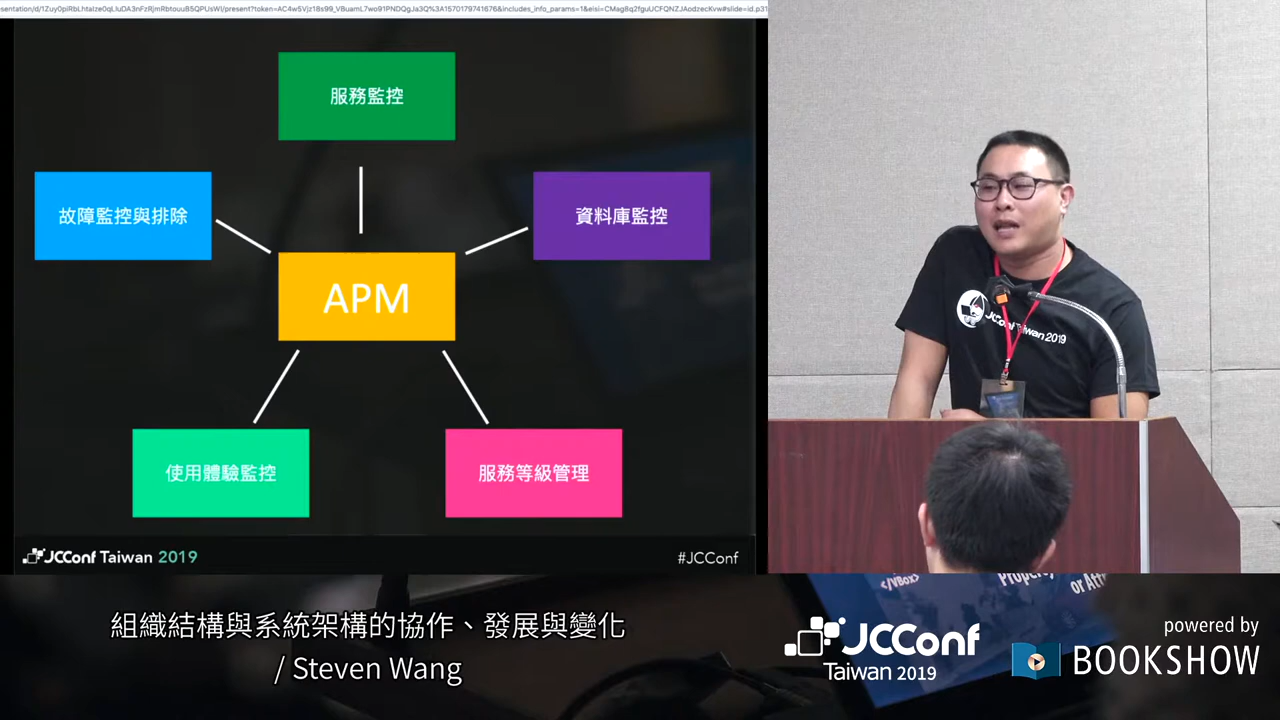 服務監控
故障監控與排除
資料庫監控
APM
使用體驗監控
服務等級管理
JCConf Taiwan 2019
#JCConf
JCConf Taiwan 2019
</VBox>
組織結構與系統架構的協作、發展與變化
/ Steven Wang
JCConf
Taiwan 2019
powered by
BOOKSHOW